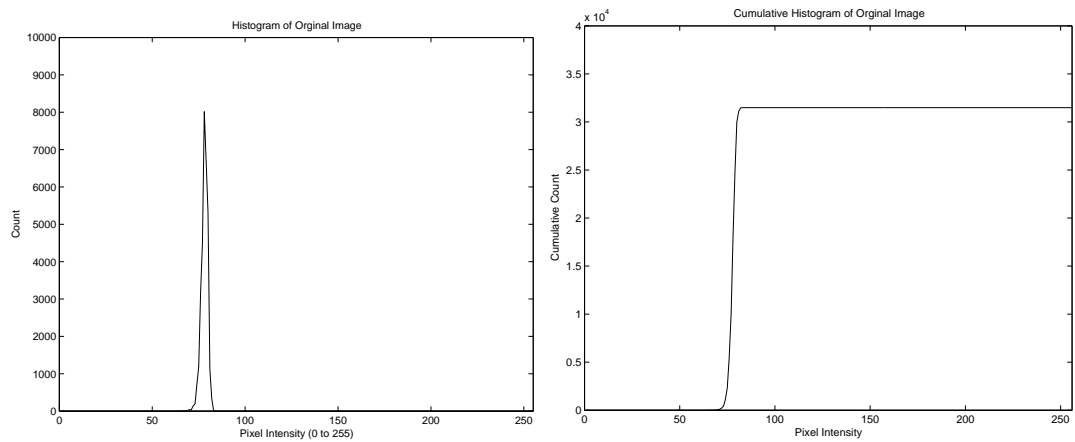 Histogram of Orginal Image
10000
9000
8000
7000
6000
5000
4000
3000
2000
1000
0
Count
0 50 100 150 200 250
Pixel Intensity (0 to 255)
Cumulative Histogram of Orginal Image
x 10^4
4
3.5
3
2.5
2
1.5
1
0.5
0
Cumulative Count
0 50 100 150 200 250
Pixel Intensity